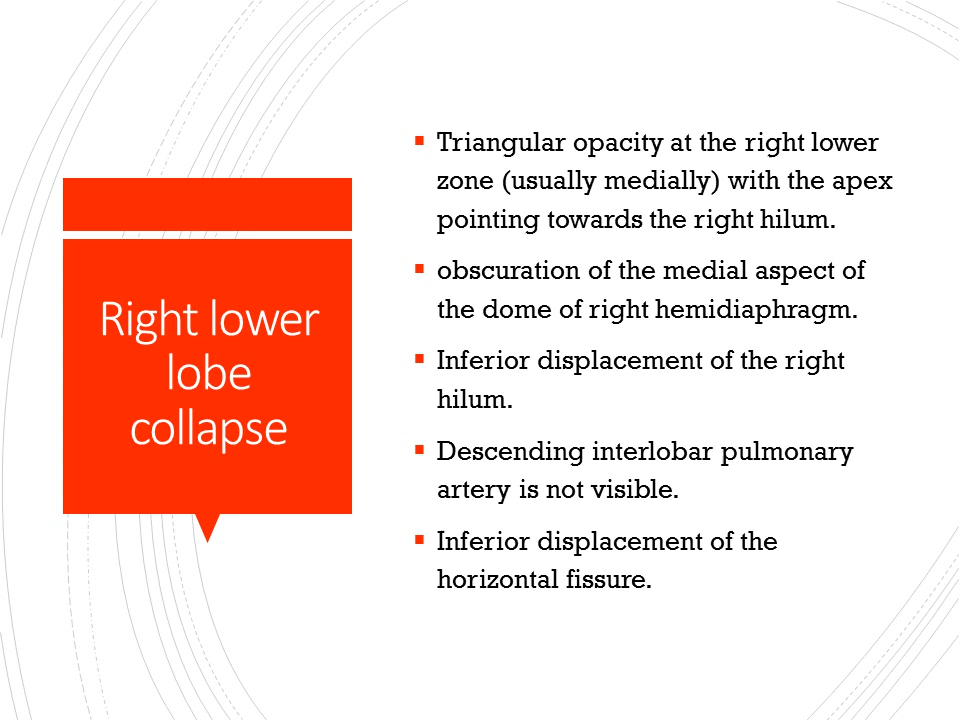 Right lower
lobe
collapse
▪ Triangular opacity at the right lower
zone (usually medially) with the apex
pointing towards the right hilum.
▪ obscuration of the medial aspect of
the dome of right hemidiaphragm.
▪ Inferior displacement of the right
hilum.
▪ Descending interlobar pulmonary
artery is not visible.
▪ Inferior displacement of the
horizontal fissure.